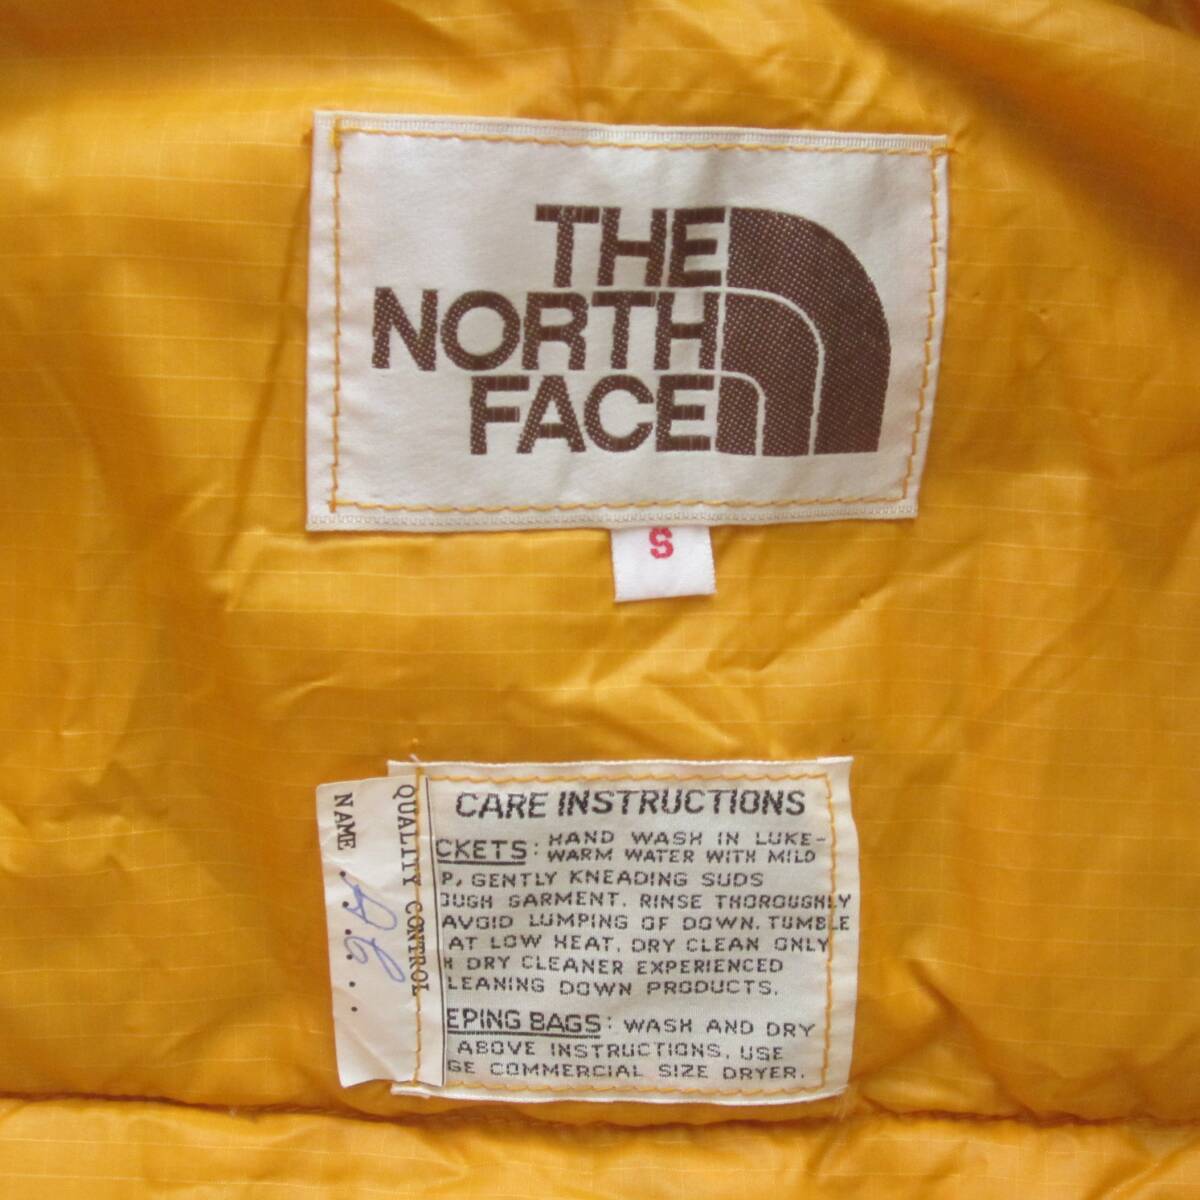 THE
NORTH
FACE
S
CARE INSTRUCTIONS
CKETS: HAND WASH IN LUKE-
WARM WATER WITH MILD
P, GENTLY KNEADING SUDS
OUGH GARMENT. RINSE THOROUGHLY
AVOID LUMPING OF DOWN. TUMBLE
AT LOW HEAT. DRY CLEAN ONLY
H DRY CLEANER EXPERIENCED
LEANING DOWN PRODUCTS.
EPING BAGS: WASH AND DRY
ABOVE INSTRUCTIONS. USE
GE COMMERCIAL SIZE DRYER.
QUALITY CONTROL
NAME